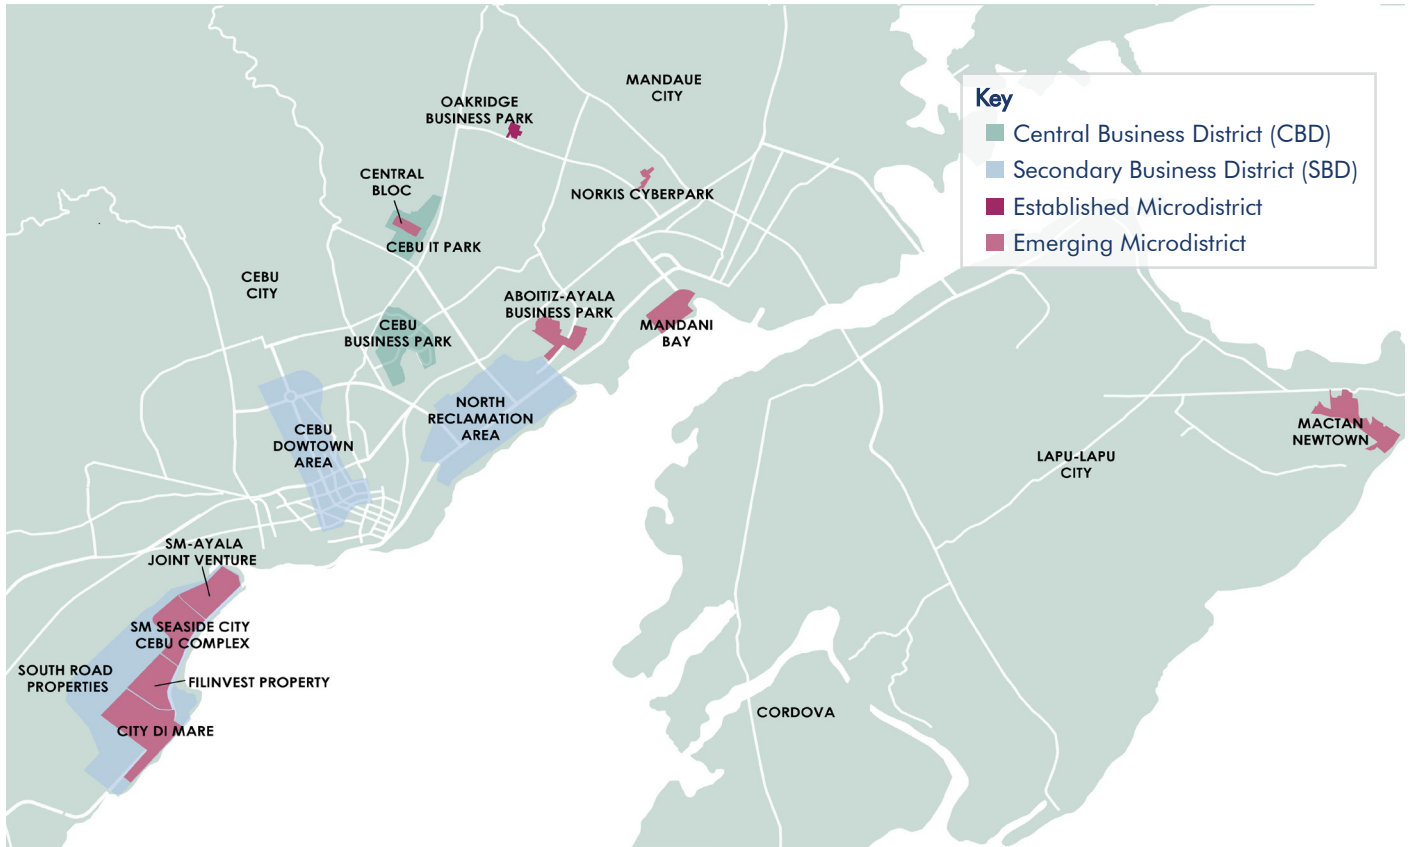 MANDAUE
CITY
OAKRIDGE
BUSINESS PARK
Key
Central Business District (CBD)
Secondary Business District (SBD)
Established Microdistrict
Emerging Microdistrict
CENTRAL
BLOC
NORKIS CYBERPARK
CEBU IT PARK
CEBU
CITY
ABOITIZ-AYALA
BUSINESS PARK
CEBU
BUSINESS PARK
MANDANI
BAY
NORTH
RECLAMATION
AREA
CEBU
DOWTOWN
AREA
MACTAN
NEWTOWN
LAPU-LAPU
CITY
SM-AYALA
JOINT VENTURE
SM SEASIDE CITY
CEBU COMPLEX
SOUTH ROAD
PROPERTIES
FILINVEST PROPERTY
CITY DI MARE
CORDOVA